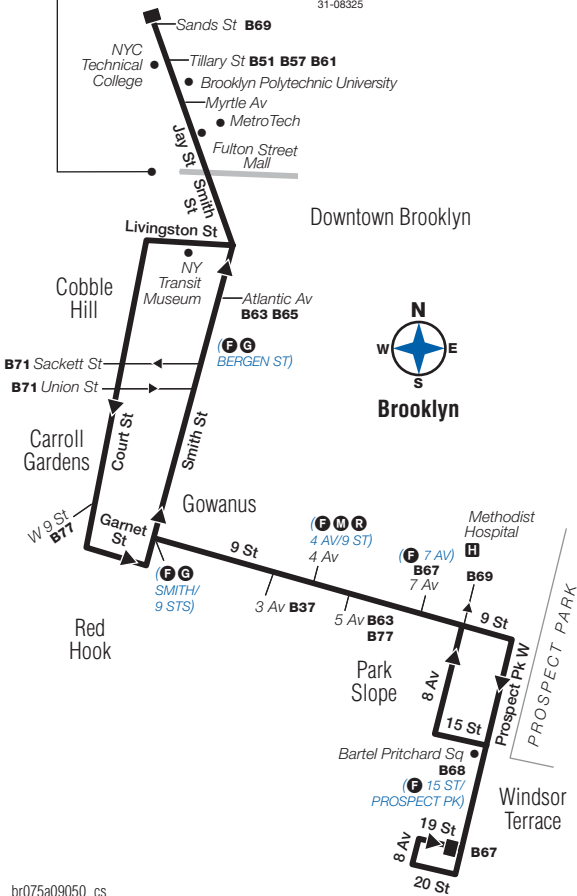 31-08325
Sands St B69
NYC
Technical
College
Tillary St B51 B57 B61
Brooklyn Polytechnic University
Myrtle Av
MetroTech
Jay St
Fulton Street
Mall
Smith
St
Downtown Brooklyn
Livingston St
NY
Transit
Museum
Cobble
Hill
Atlantic Av
B63 B65
N
W
E
S
Brooklyn
(F G
BERGEN ST)
B71 Sackett St
B71 Union St
Court St
Smith St
Carroll
Gardens
Gowanus
W 9 St
B77
Garnet
St
(F G
SMITH/
9 STS)
9 St
(F M R
4 AV/9 ST)
4 Av
(F 7 AV)
B67
7 Av
Methodist
Hospital
H
B69
3 Av B37
5 Av B63
B77
9 St
Red
Hook
Park
Slope
8 Av
Prospect Pk W
PROSPECT PARK
15 St
Bartel Pritchard Sq
B68
(F 15 ST/
PROSPECT PK)
Windsor
Terrace
19 St
8 Av
B67
20 St
br075a09050_cs